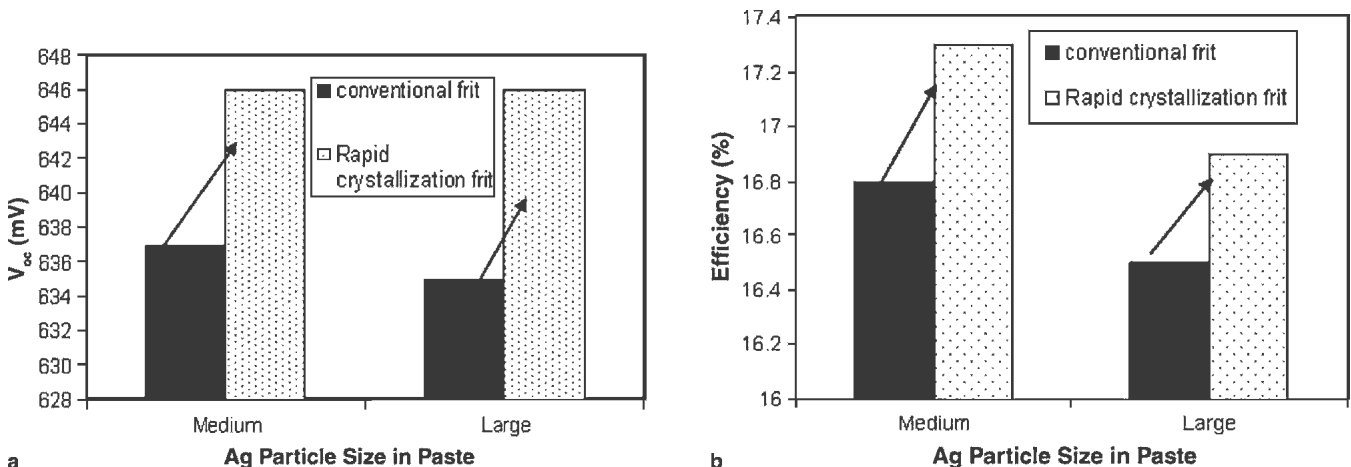 648
646
644
642
640
638
636
634
632
630
628
V_oc (mV)
conventional frit
Rapid
crystallization frit
Medium
Large
Ag Particle Size in Paste
a
17.4
17.2
17
16.8
16.6
16.4
16.2
16
Efficiency (%)
conventional frit
Rapid crystallization frit
Medium
Large
Ag Particle Size in Paste
b